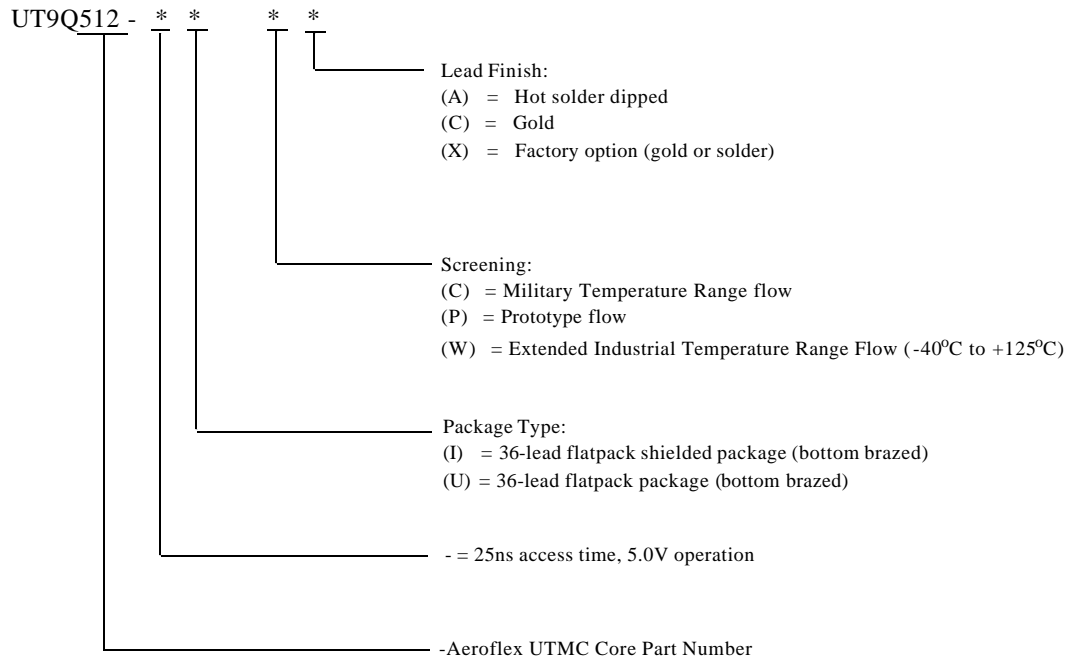 UT9Q512 - * * * *
Lead Finish:
(A) = Hot solder dipped
(C) = Gold
(X) = Factory option (gold or solder)
Screening:
(C) = Military Temperature Range flow
(P) = Prototype flow
(W) = Extended Industrial Temperature Range Flow (-40°C to +125°C)
Package Type:
(I) = 36-lead flatpack shielded package (bottom brazed)
(U) = 36-lead flatpack package (bottom brazed)
- = 25ns access time, 5.0V operation
-Aeroflex UTMC Core Part Number